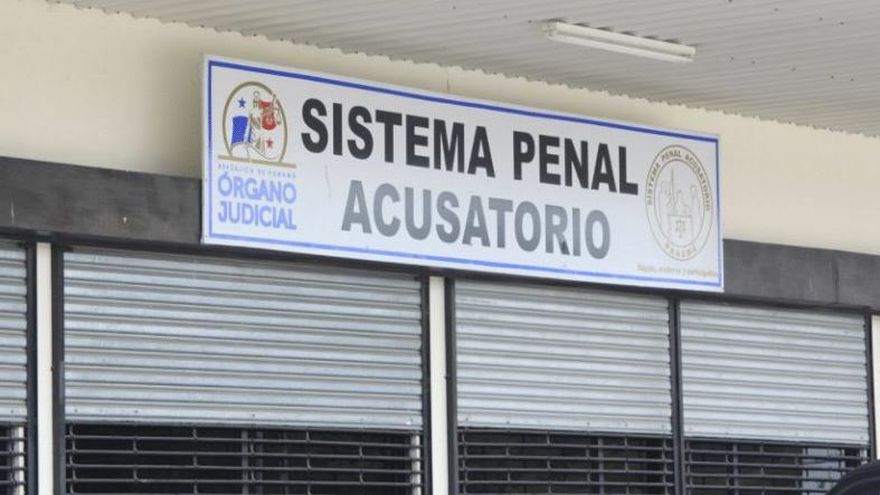 REPÚBLICA DE PANAMÁ
ÓRGANO
JUDICIAL
SISTEMA PENAL
ACUSATORIO
SISTEMA PENAL ACUSATORIO
PANAMÁ